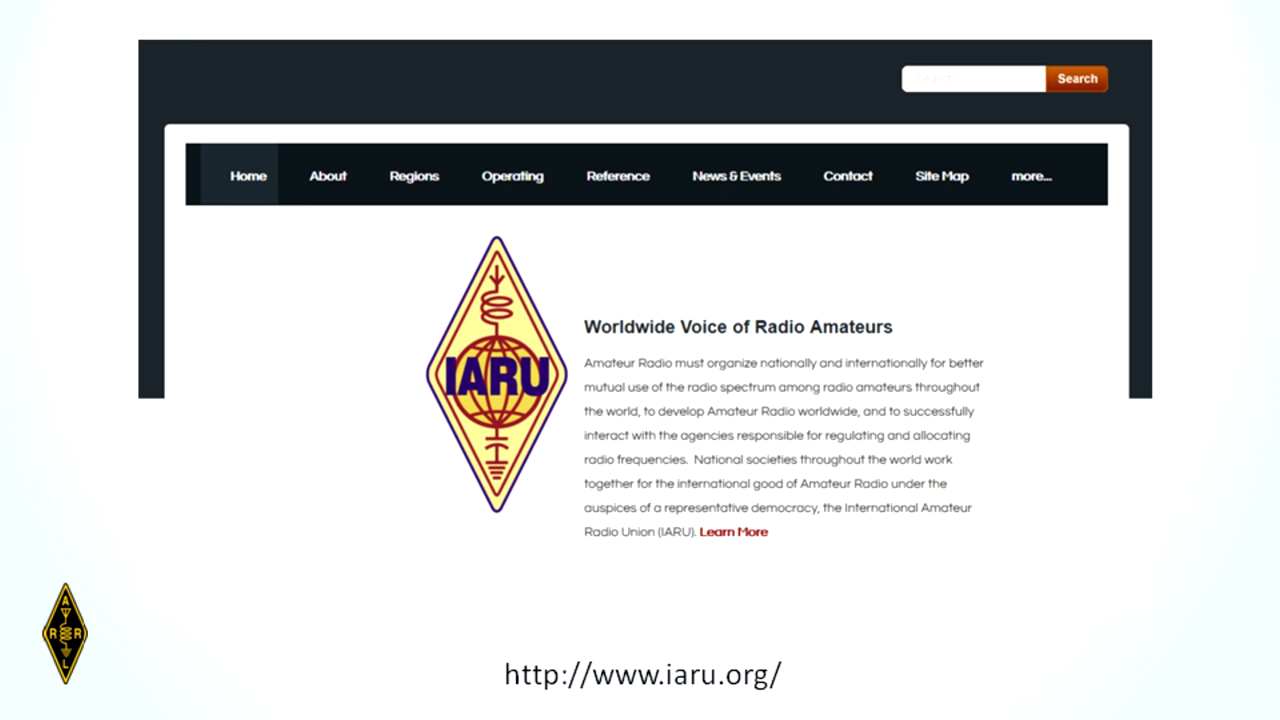 Search
Home About Regions Operating Reference News & Events Contact Site Map more...
IARU
Worldwide Voice of Radio Amateurs
Amateur Radio must organize nationally and internationally for better
mutual use of the radio spectrum among radio amateurs throughout
the world, to develop Amateur Radio worldwide, and to successfully
interact with the agencies responsible for regulating and allocating
radio frequencies. National societies throughout the world work
together for the international good of Amateur Radio under the
auspices of a representative democracy, the International Amateur
Radio Union (IARU). Learn More
A
R R
L
http://www.iaru.org/